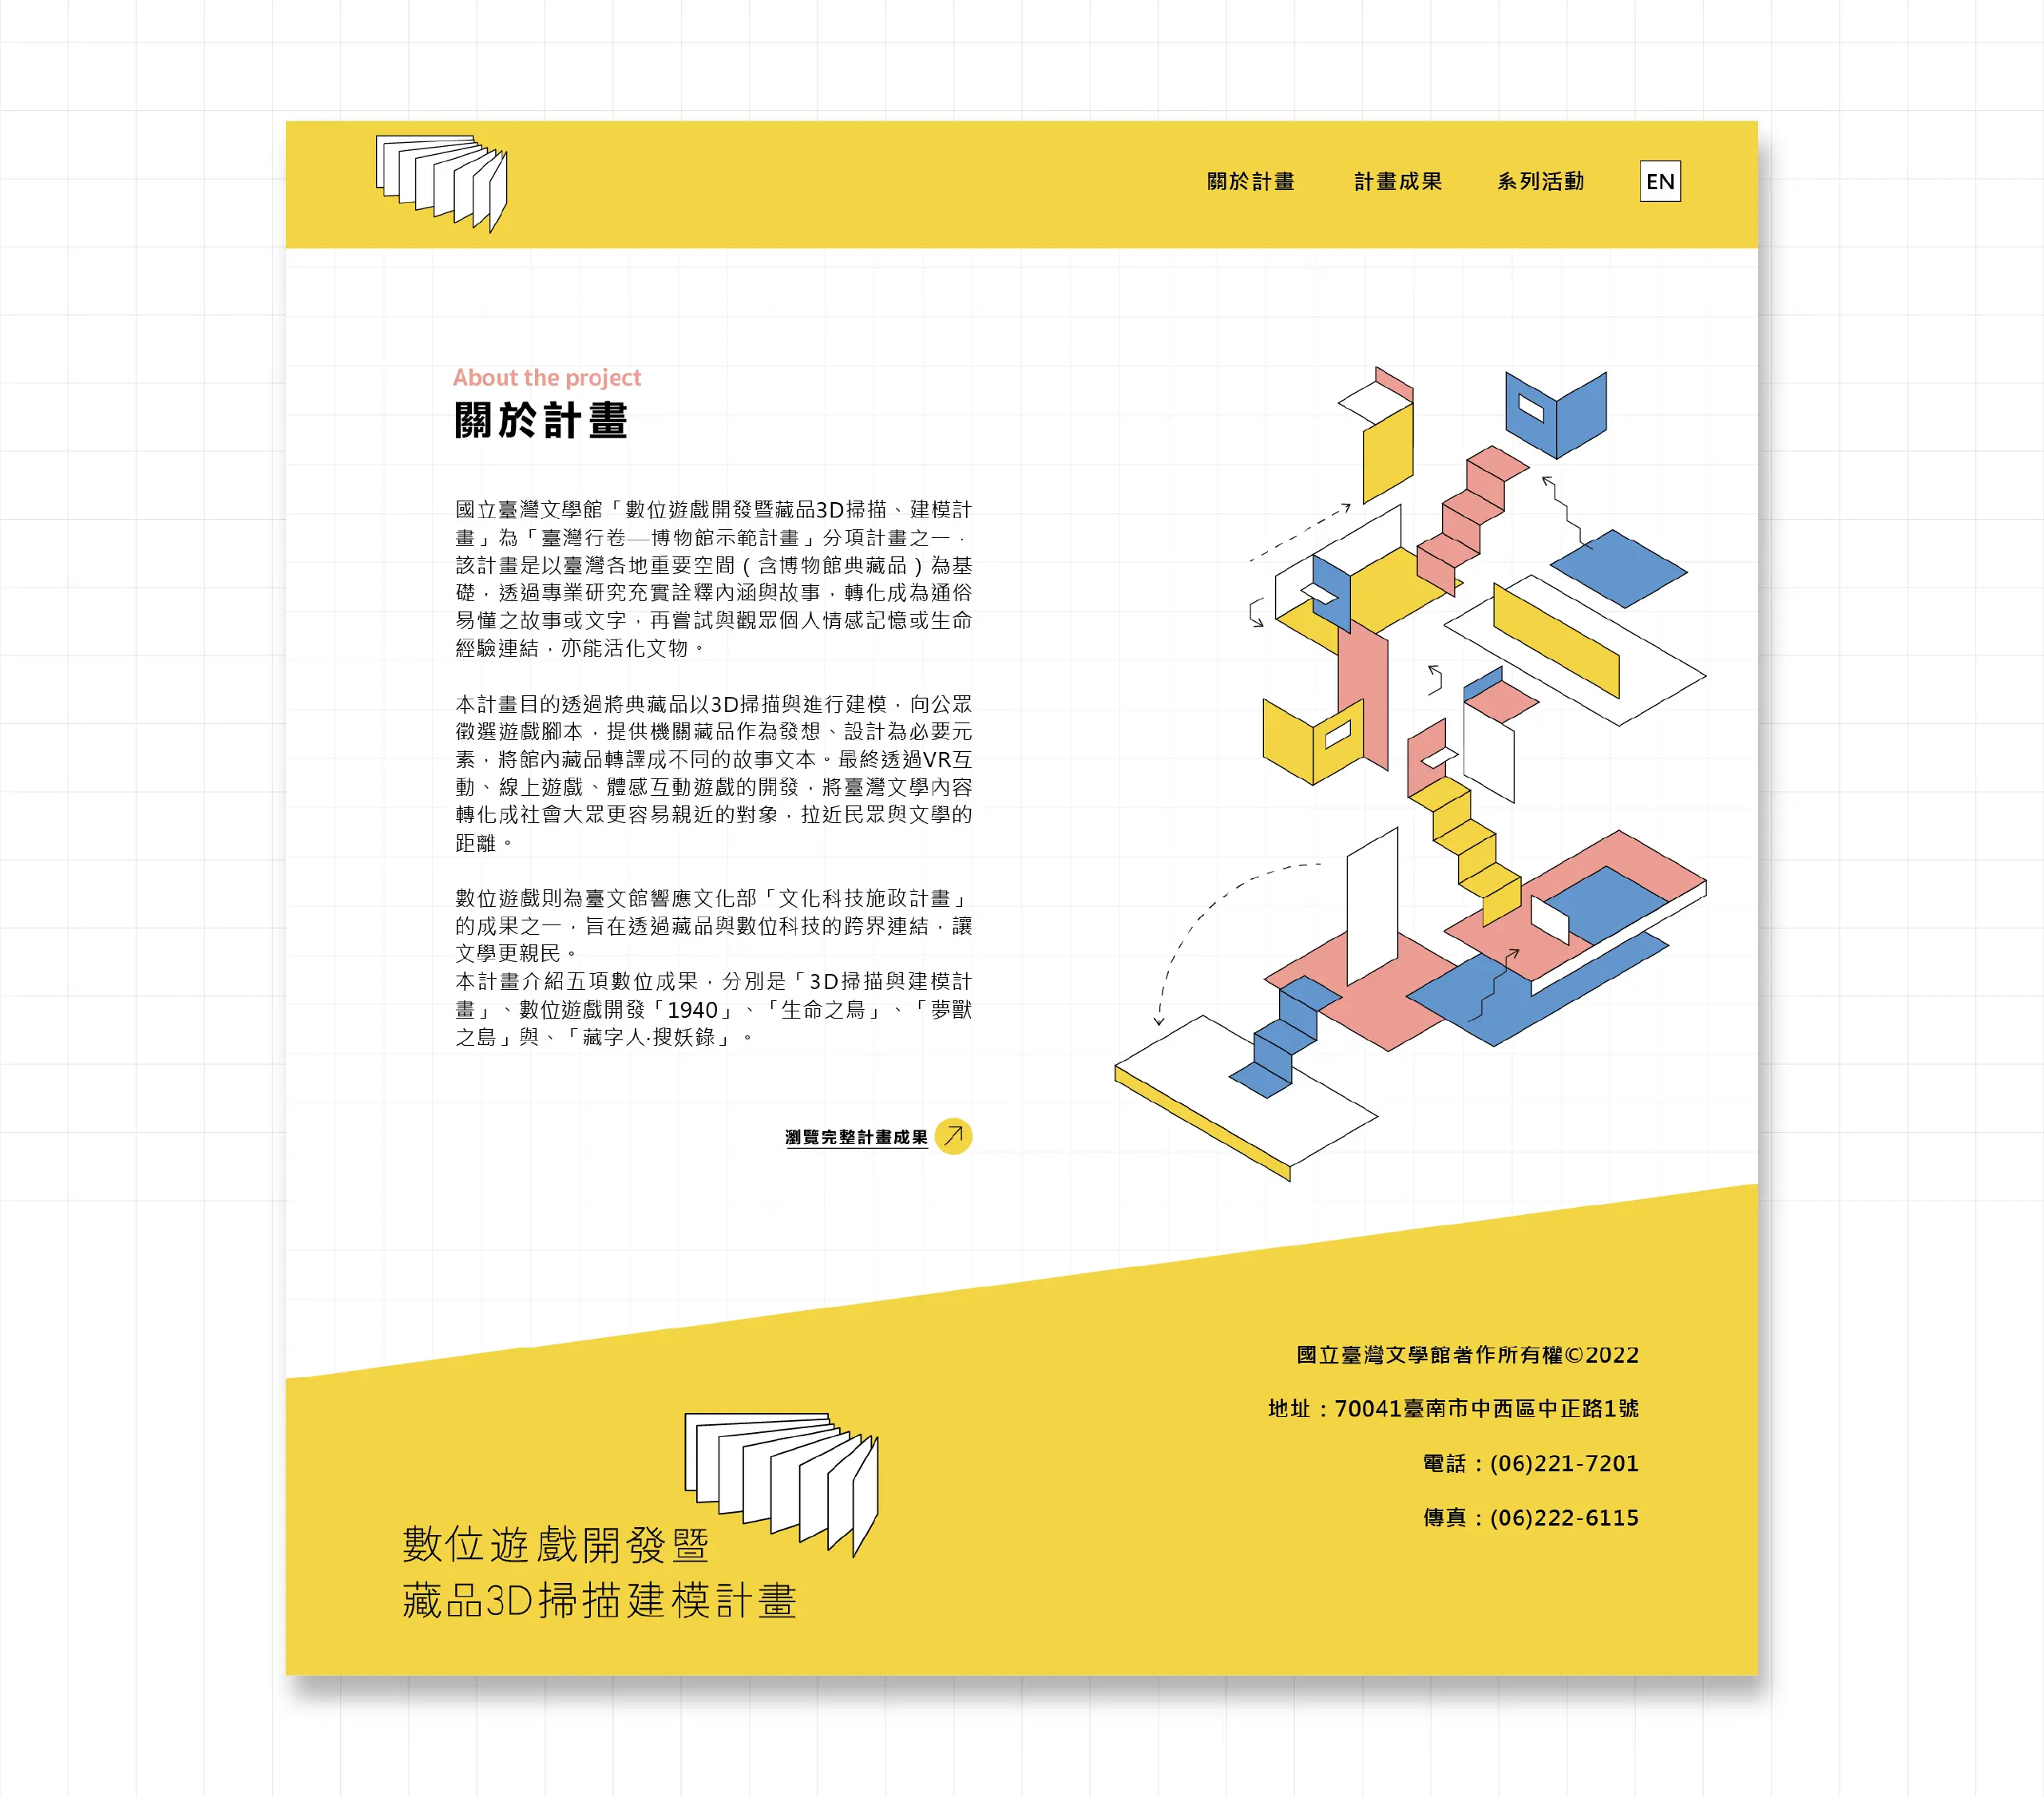 關於計畫 計畫成果 系列活動 EN
About the project
關於計畫
國立臺灣文學館「數位遊戲開發暨藏品3D掃描、建模計
畫」為「臺灣行卷—博物館示範計畫」分項計畫之一，
該計畫是以臺灣各地重要空間（含博物館典藏品）為基
礎，透過專業研究充實詮釋內涵與故事，轉化成為通俗
易懂之故事或文字，再嘗試與觀眾個人情感記憶或生命
經驗連結，亦能活化文物。
本計畫目的透過將典藏品以3D掃描與進行建模，向公眾
徵選遊戲腳本，提供機關藏品作為發想、設計為必要元
素，將館內藏品轉譯成不同的故事文本。最終透過VR互
動、線上遊戲、體感互動遊戲的開發，將臺灣文學內容
轉化成社會大眾更容易親近的對象，拉近民眾與文學的
距離。
數位遊戲則為臺文館響應文化部「文化科技施政計畫」
的成果之一，旨在透過藏品與數位科技的跨界連結，讓
文學更親民。
本計畫介紹五項數位成果，分別是「3D掃描與建模計
畫」、數位遊戲開發「1940」、「生命之鳥」、「夢獸
之島」與、「藏字人·搜妖錄」。
瀏覽完整計畫成果
國立臺灣文學館著作所有權©2022
地址：70041臺南市中西區中正路1號
電話：(06)221-7201
傳真：(06)222-6115
數位遊戲開發暨
藏品3D掃描建模計畫